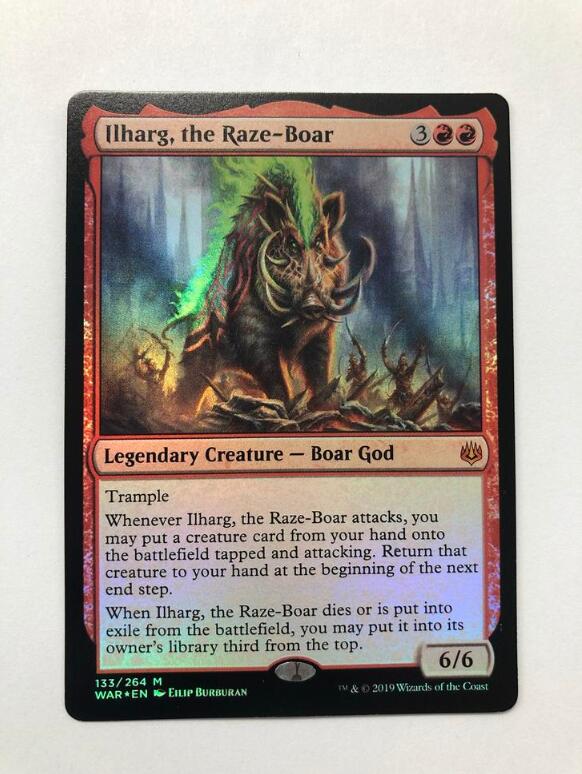 Ilharg, the Raze-Boar 3
Legendary Creature — Boar God
Trample
Whenever Ilharg, the Raze-Boar attacks, you
may put a creature card from your hand onto
the battlefield tapped and attacking. Return that
creature to your hand at the beginning of the next
end step.
When Ilharg, the Raze-Boar dies or is put into
exile from the battlefield, you may put it into its
owner's library third from the top.
6/6
133/264 M
WAR★EN Eilip Burburan
™ & © 2019 Wizards of the Coast